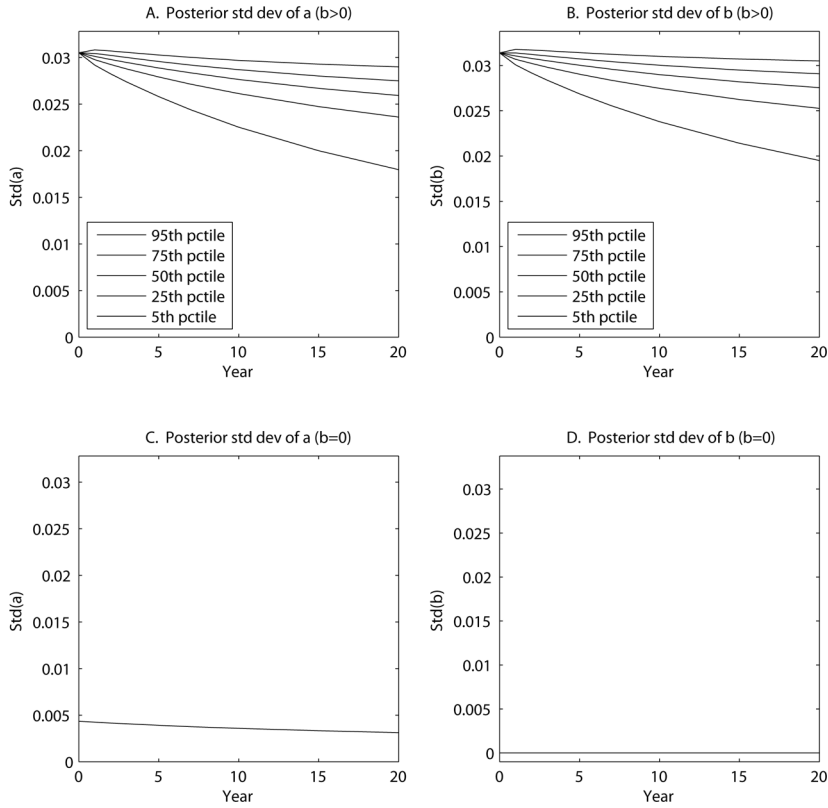 A. Posterior std dev of a (b>0)
0.03
0.025
0.02
0.015
0.01
0.005
0
Std(a)
95th pctile
75th pctile
50th pctile
25th pctile
5th pctile
0 5 10 15 20
Year
B. Posterior std dev of b (b>0)
0.03
0.025
0.02
0.015
0.01
0.005
0
Std(b)
95th pctile
75th pctile
50th pctile
25th pctile
5th pctile
0 5 10 15 20
Year
C. Posterior std dev of a (b=0)
0.03
0.025
0.02
0.015
0.01
0.005
0
Std(a)
0 5 10 15 20
Year
D. Posterior std dev of b (b=0)
0.03
0.025
0.02
0.015
0.01
0.005
0
Std(b)
0 5 10 15 20
Year